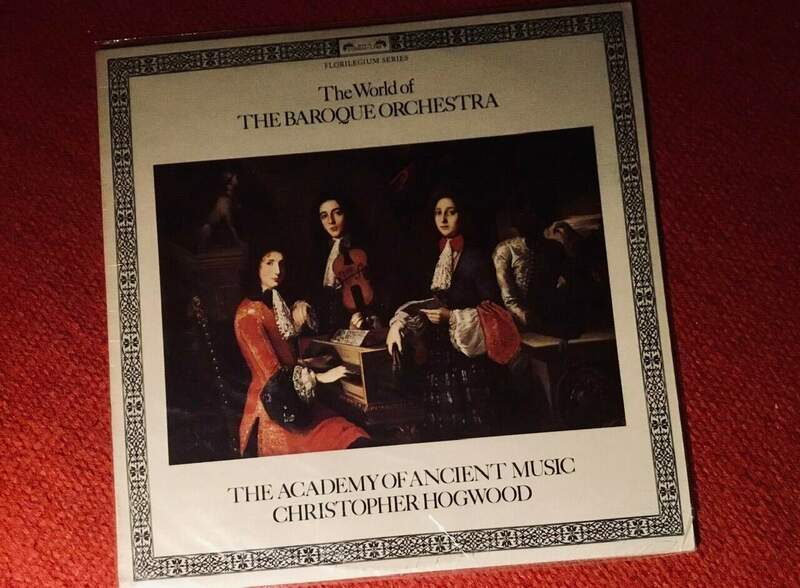 FLORILEGIUM SERIES
The World of
THE BAROQUE ORCHESTRA
THE ACADEMY OF ANCIENT MUSIC
CHRISTOPHER HOGWOOD